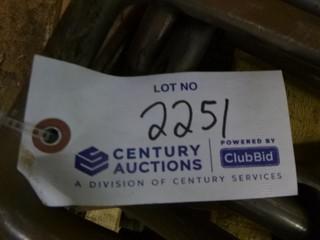 LOT NO
2251
CENTURY AUCTIONS
POWERED BY
ClubBid
A DIVISION OF CENTURY SERVICES